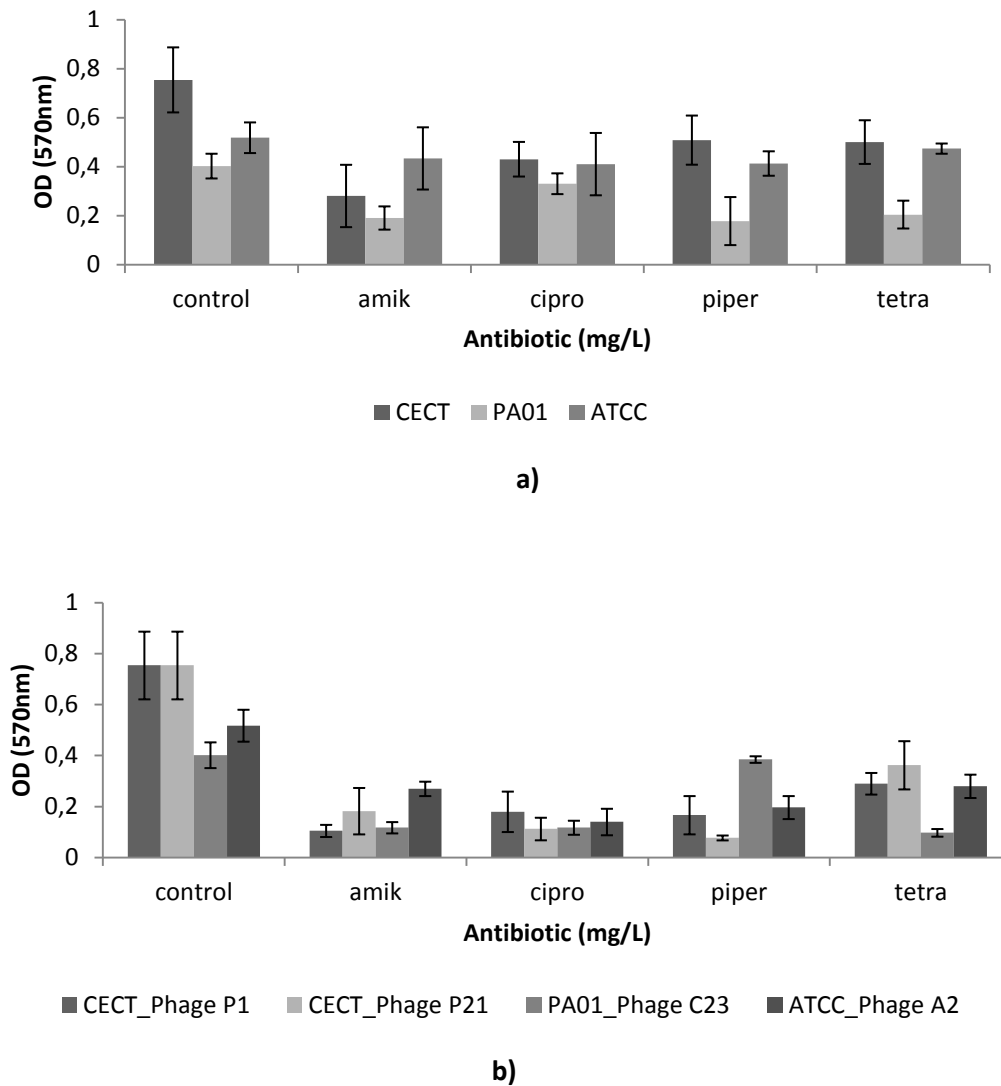 1
0,8
0,6
0,4
0,2
0
OD (570nm)
control amik cipro piper tetra
Antibiotic (mg/L)
CECT PA01 ATCC
a)
1
0,8
0,6
0,4
0,2
0
OD (570nm)
control amik cipro piper tetra
Antibiotic (mg/L)
CECT_Phage P1 CECT_Phage P21 PA01_Phage C23 ATCC_Phage A2
b)